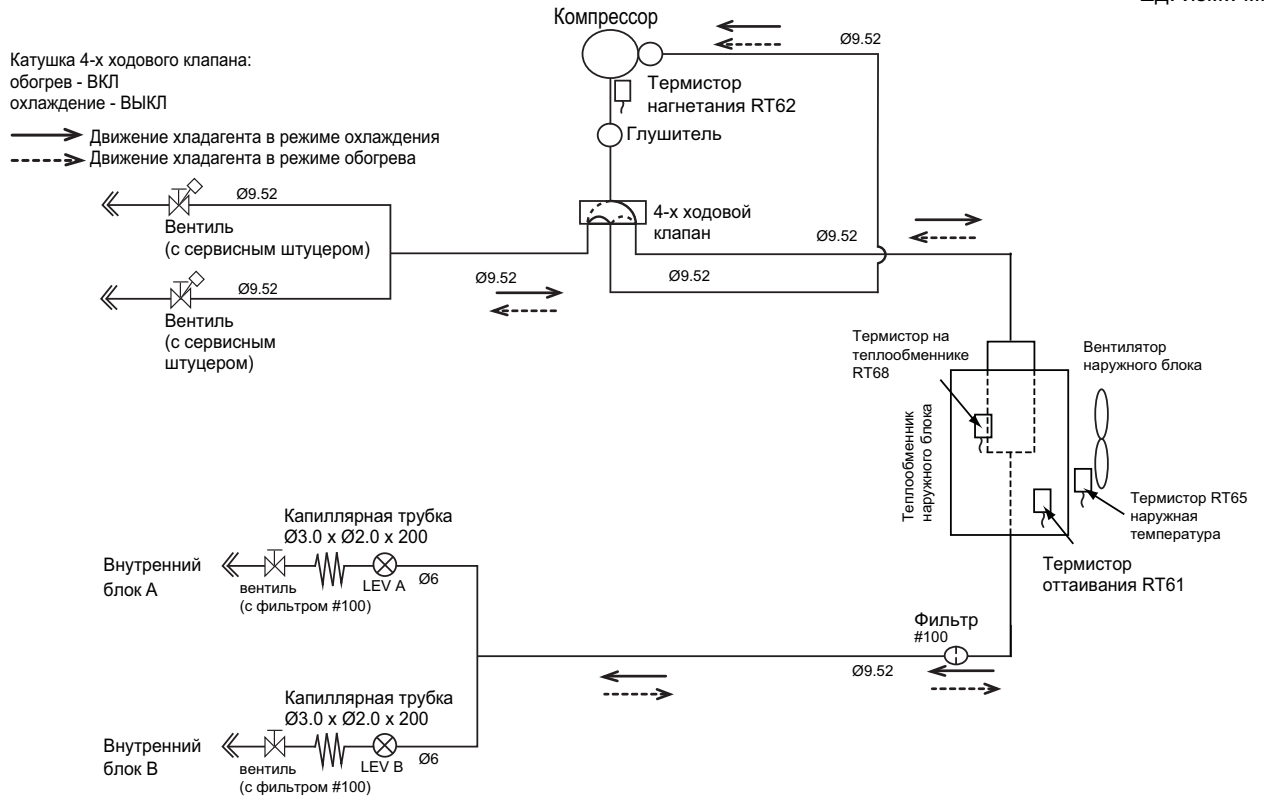 Компрессор
Ø9.52
Катушка 4-х ходового клапана:
обогрев - ВКЛ
охлаждение - ВЫКЛ
Термистор
нагнетания RT62
Движение хладагента в режиме охлаждения
Движение хладагента в режиме обогрева
Глушитель
Ø9.52
Вентиль
(с сервисным штуцером)
4-х ходовой
клапан
Ø9.52
Ø9.52
Ø9.52
Ø9.52
Вентиль
(с сервисным
штуцером)
Термистор на
теплообменнике
RT68
Вентилятор
наружного блока
Теплообменник
наружного блока
Термистор RT65
наружная
температура
Термистор
оттаивания RT61
Капиллярная трубка
Ø3.0 x Ø2.0 x 200
Внутренний
блок A
LEV A
Ø6
вентиль
(с фильтром #100)
Фильтр
#100
Ø9.52
Капиллярная трубка
Ø3.0 x Ø2.0 x 200
Внутренний
блок B
LEV B
Ø6
вентиль
(с фильтром #100)